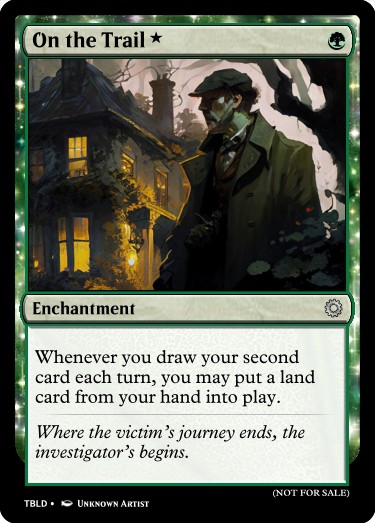 On the Trail ★
Enchantment
Whenever you draw your second
card each turn, you may put a land
card from your hand into play.
Where the victim's journey ends, the
investigator's begins.
TBLD • Unknown Artist
(NOT FOR SALE)